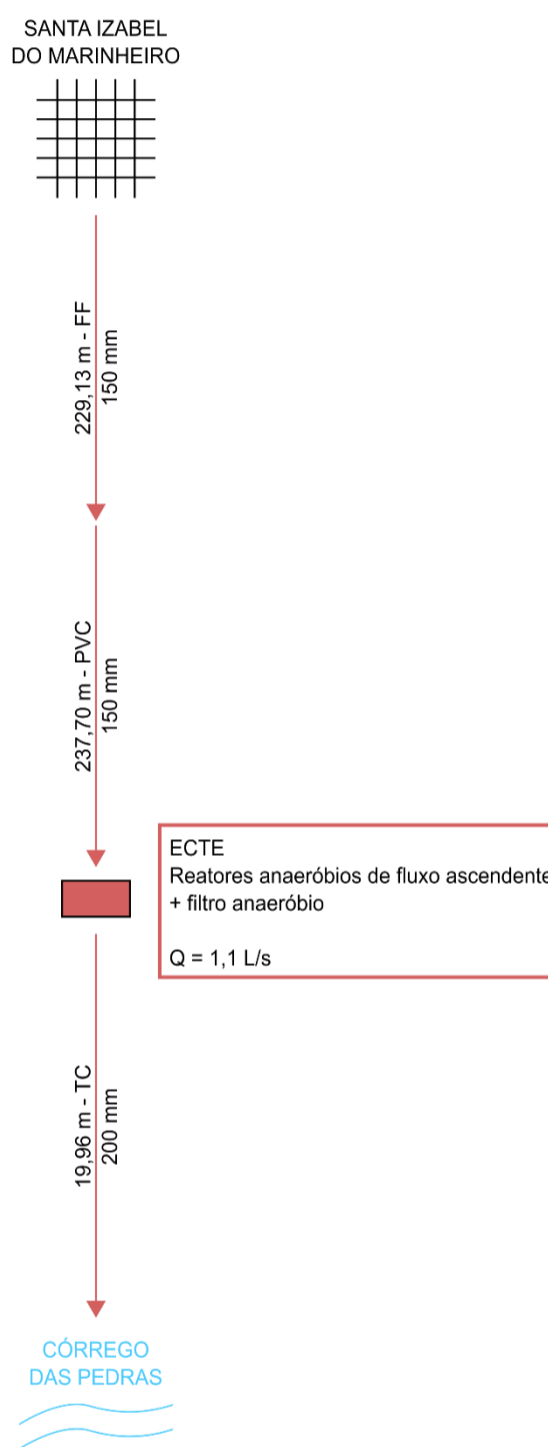 SANTA IZABEL
DO MARINHEIRO
229,13 m - FF
150 mm
237,70 m - PVC
150 mm
ECTE
Reatores anaeróbios de fluxo ascendente
+ filtro anaeróbio
Q = 1,1 L/s
19,96 m - TC
200 mm
CÓRREGO
DAS PEDRAS